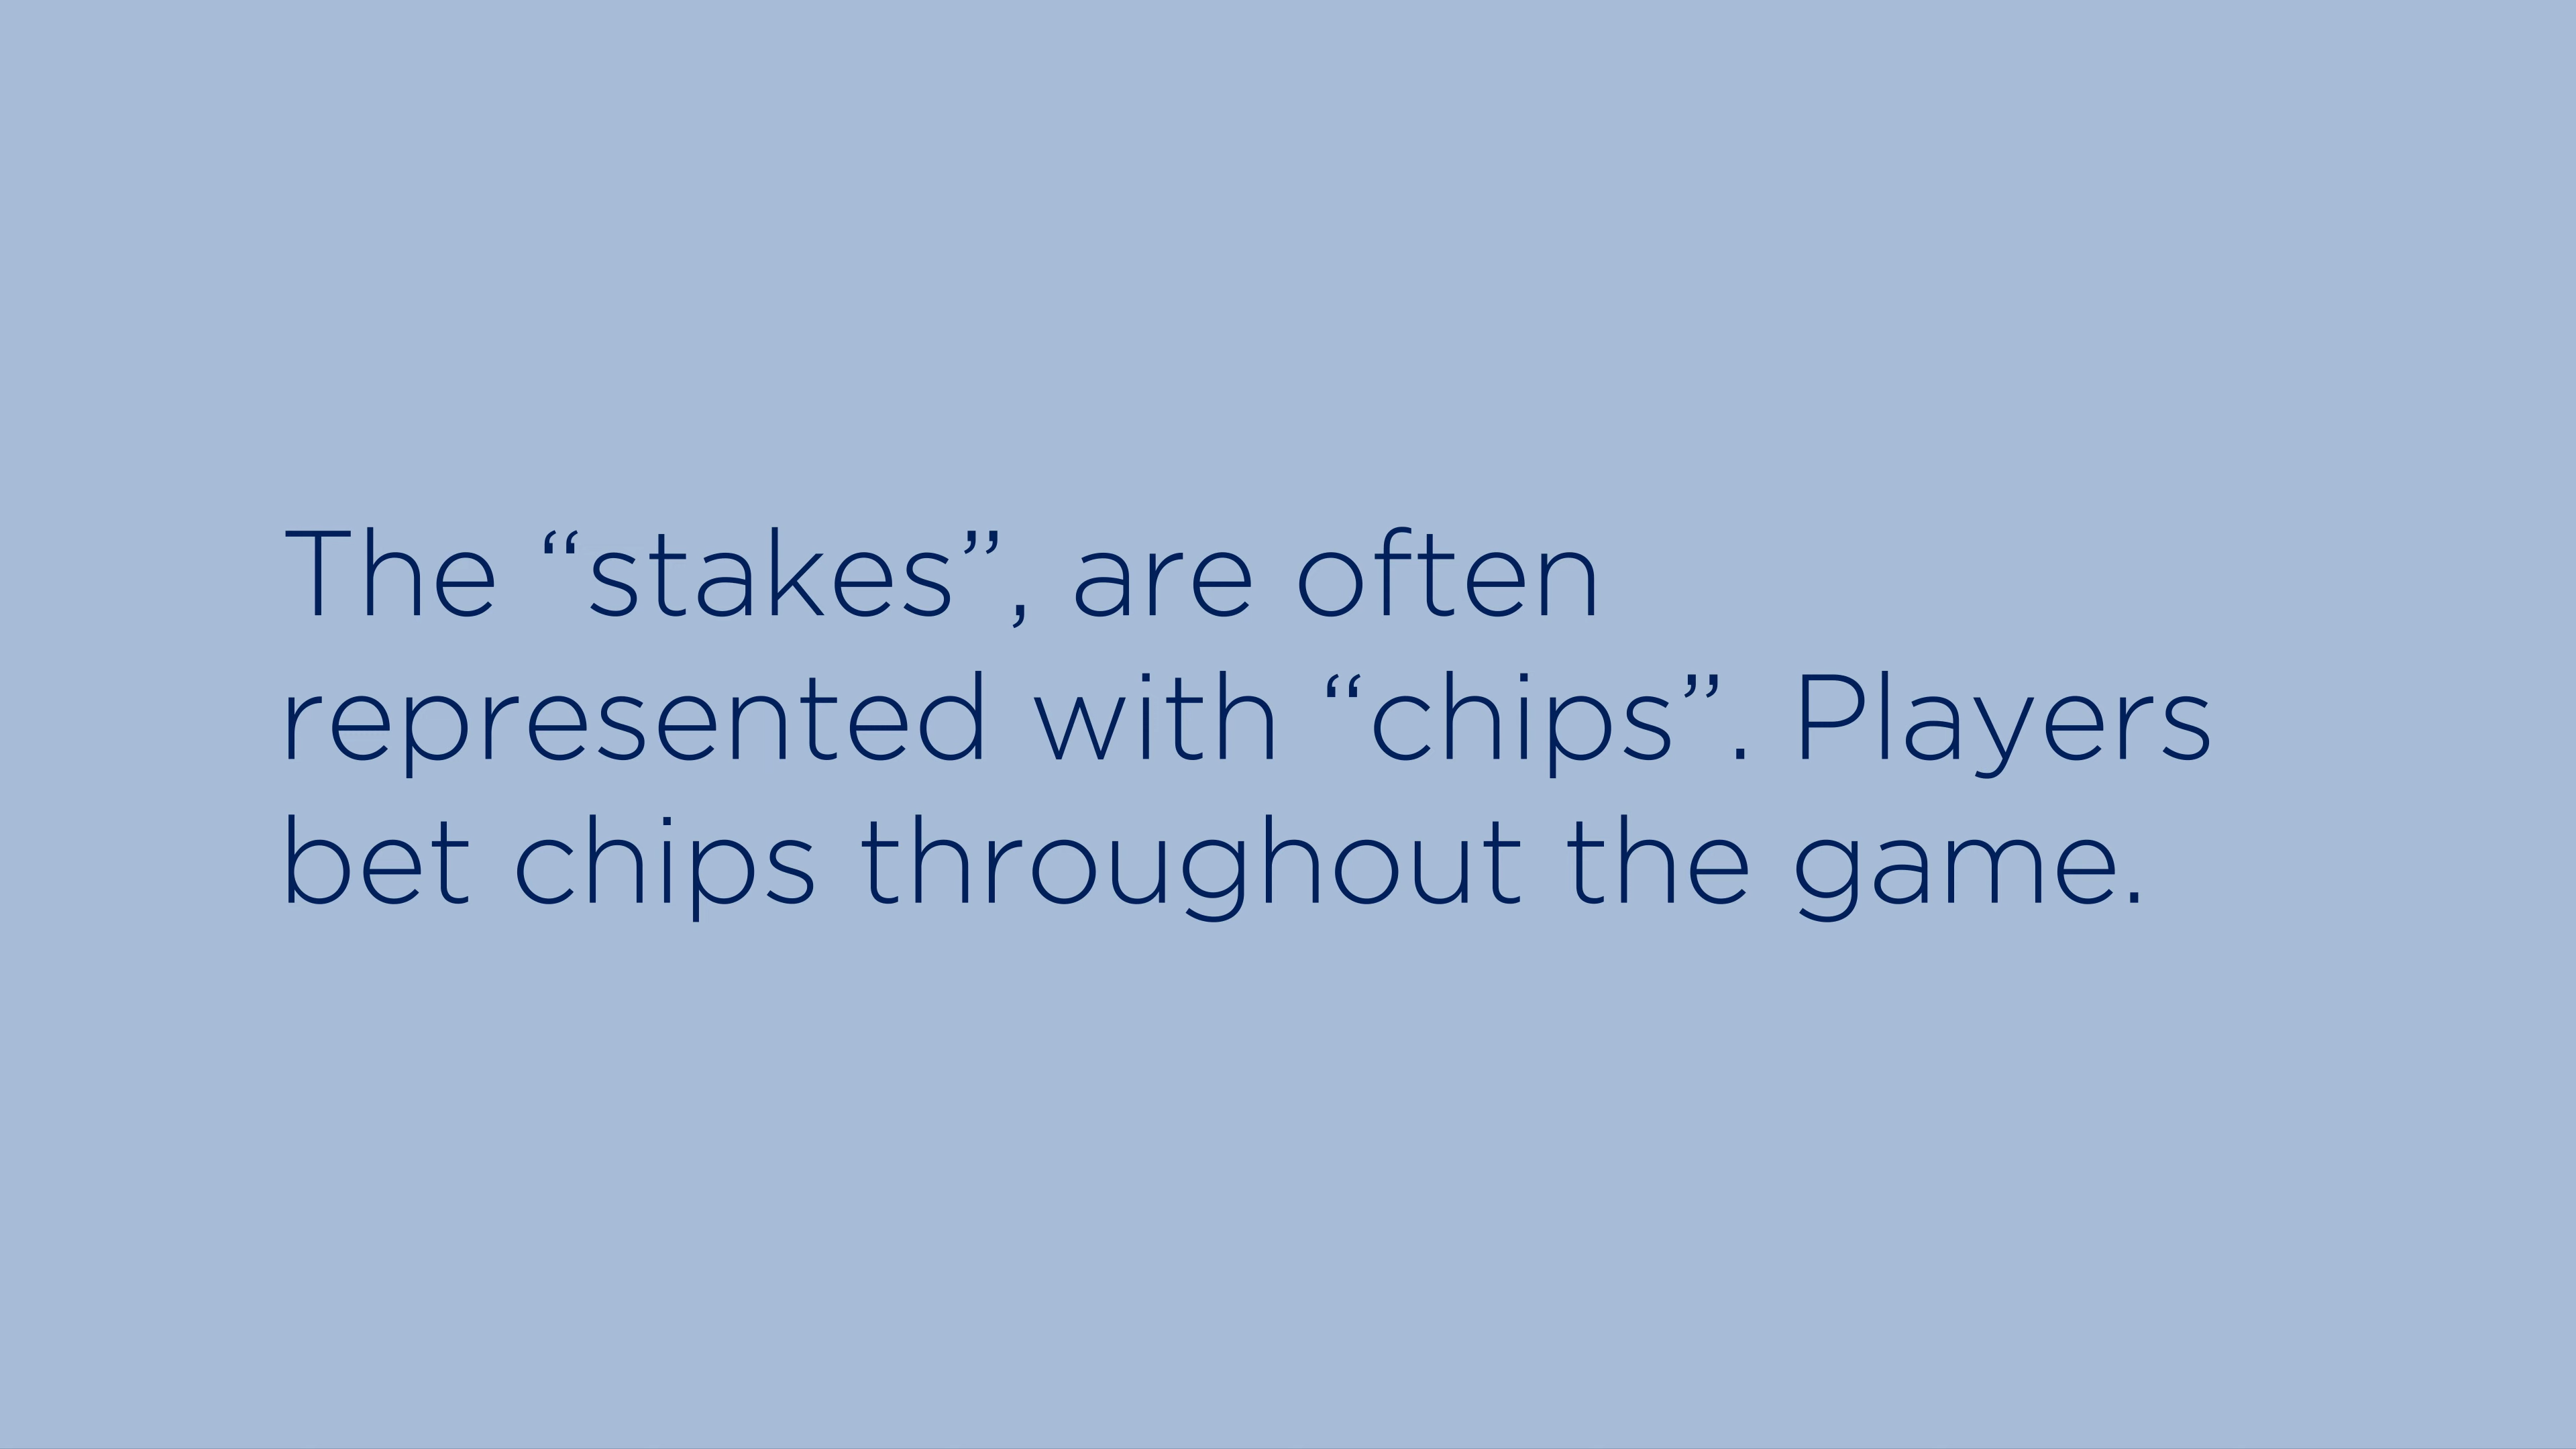 The “stakes”, are often
represented with “chips”. Players
bet chips throughout the game.